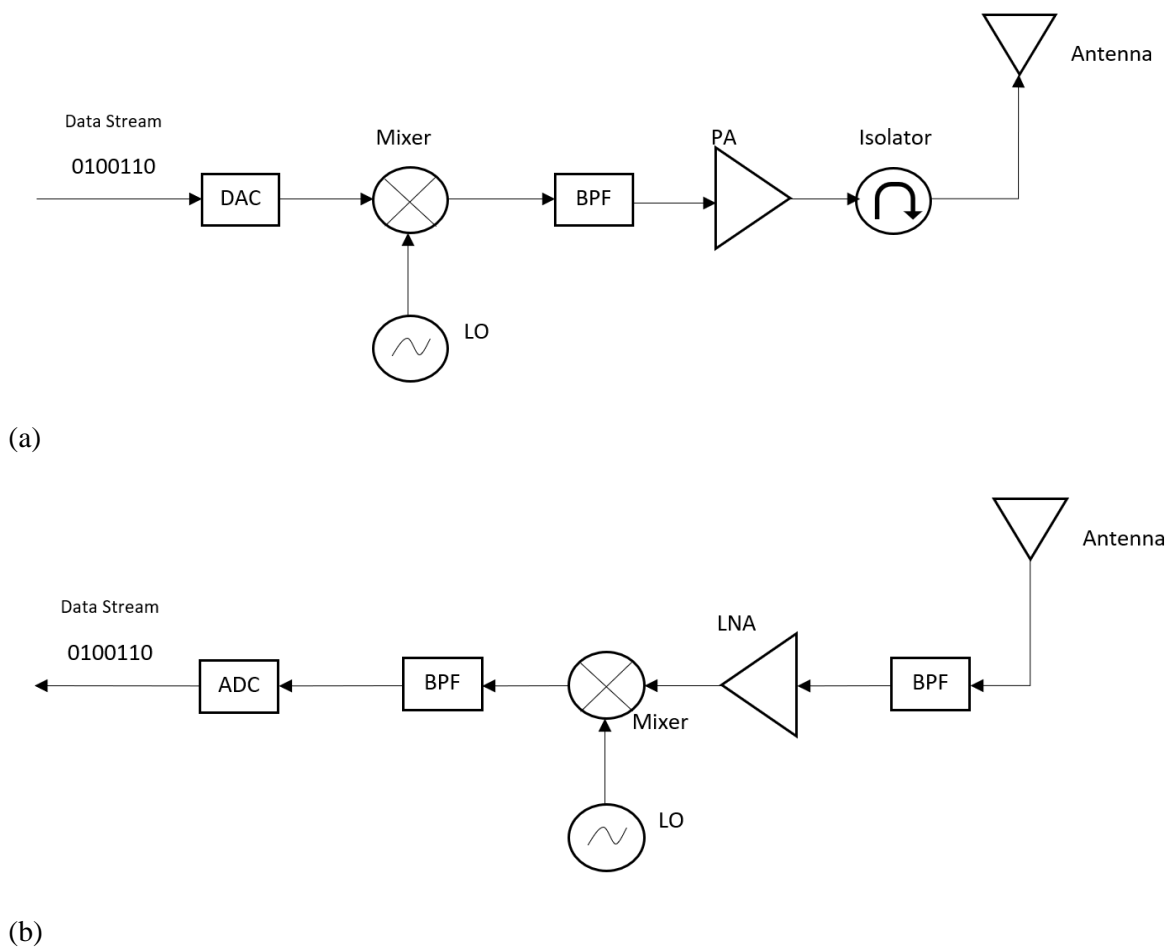 Antenna
Data Stream
Mixer
PA
Isolator
0100110
DAC
BPF
LO
(a)
Antenna
Data Stream
LNA
0100110
ADC
BPF
BPF
Mixer
LO
(b)